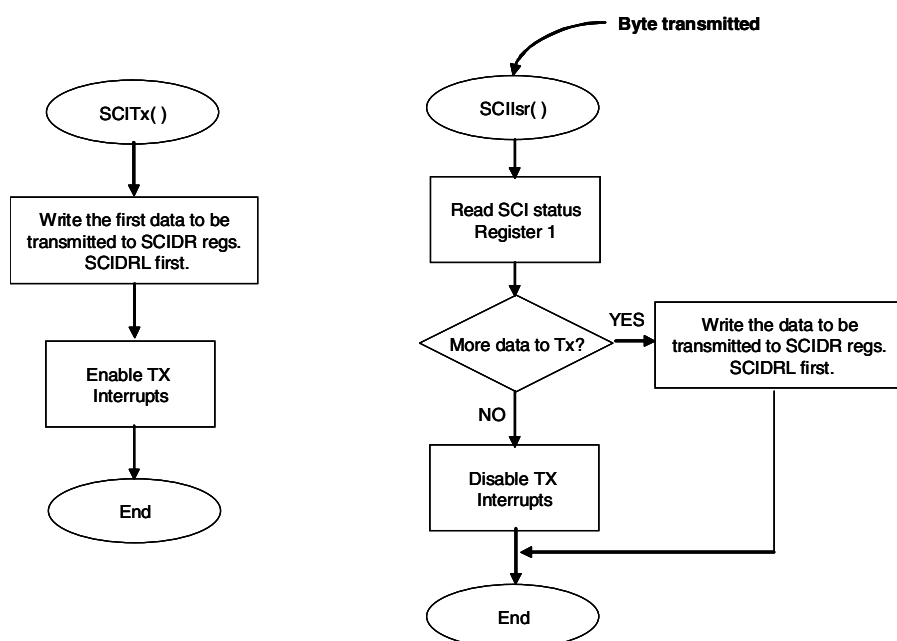 Byte transmitted
SCITx( )
Write the first data to be
transmitted to SCIDR regs.
SCIDRL first.
Enable TX
Interrupts
End
SCIIsr( )
Read SCI status
Register 1
More data to Tx?
YES
Write the data to be
transmitted to SCIDR regs.
SCIDRL first.
NO
Disable TX
Interrupts
End